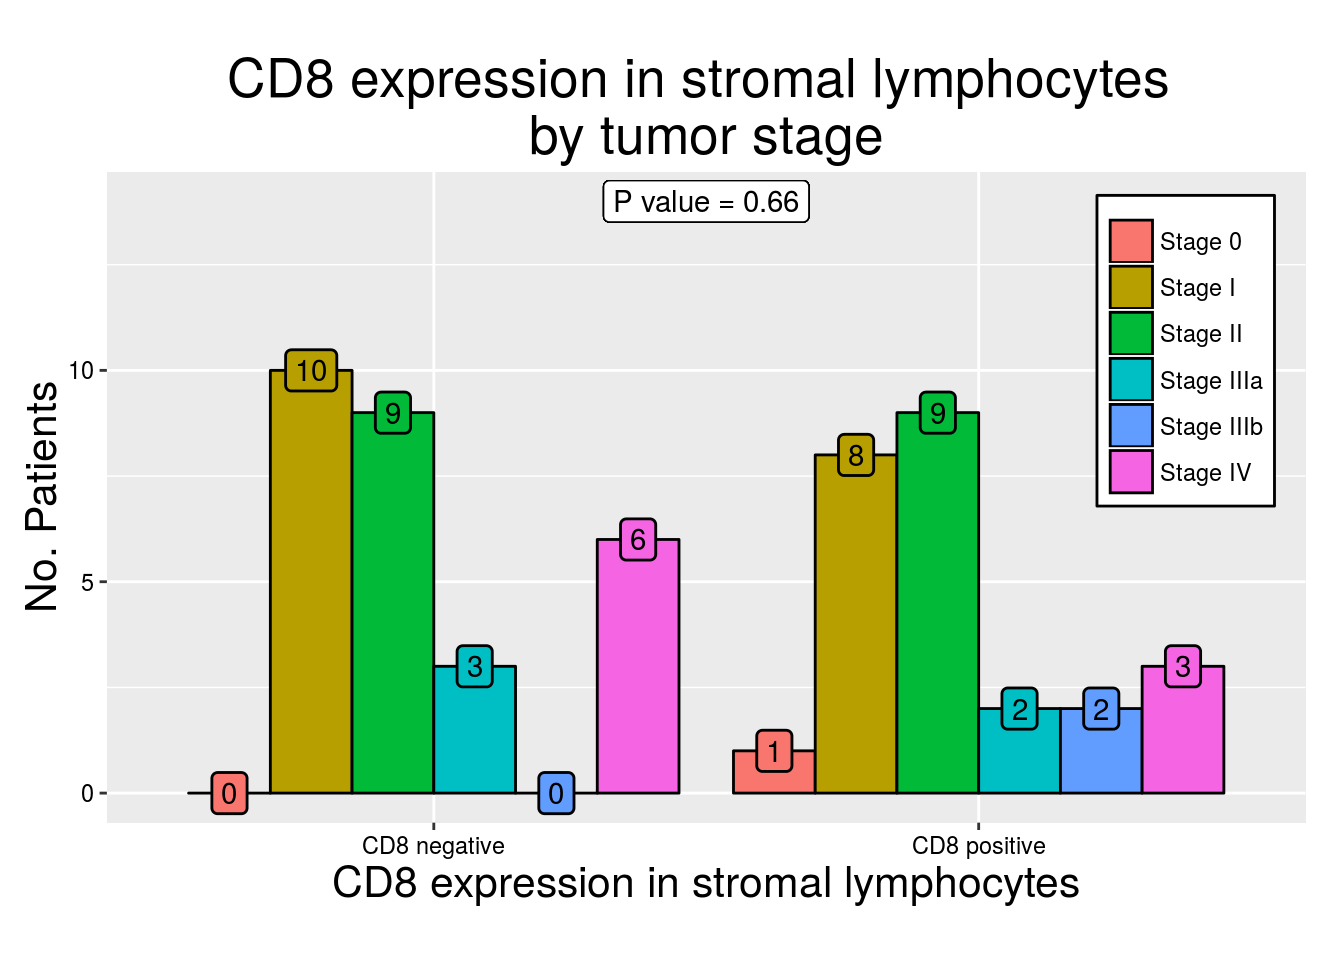 CD8 expression in stromal lymphocytes
by tumor stage
P value = 0.66
Stage 0
Stage I
Stage II
Stage IIIa
Stage IIIb
Stage IV
No. Patients
10
5
0
0
10
9
3
0
6
1
8
9
2
2
3
CD8 negative
CD8 positive
CD8 expression in stromal lymphocytes